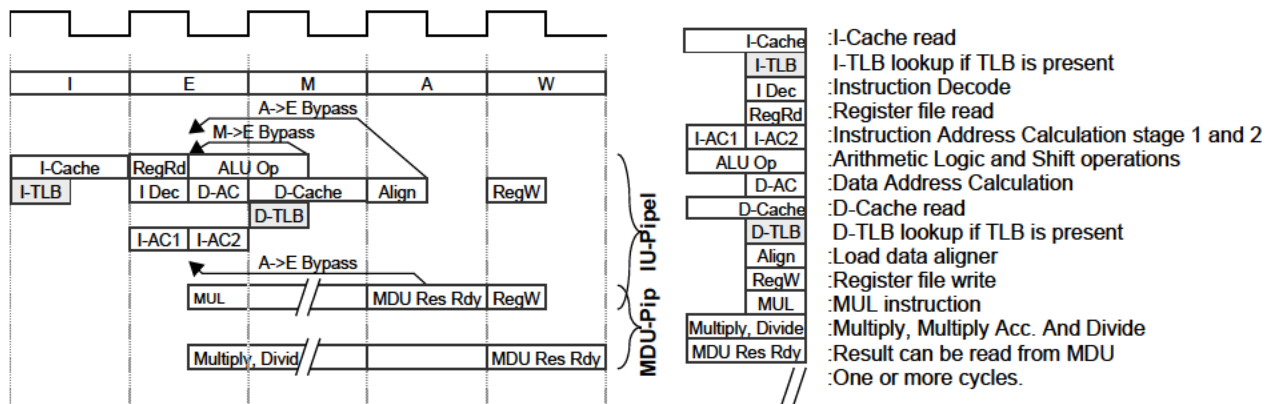 I E M A W
A->E Bypass
M->E Bypass
I-Cache RegRd ALU Op
I-TLB I Dec D-AC D-Cache Align RegW
D-TLB
I-AC1 I-AC2
A->E Bypass
MUL MDU Res Rdy RegW
Multiply, Divid MDU Res Rdy
IU-Pipel
MDU-Pip
I-Cache :I-Cache read
I-TLB I-TLB lookup if TLB is present
I Dec :Instruction Decode
RegRd :Register file read
I-AC1 I-AC2 :Instruction Address Calculation stage 1 and 2
ALU Op :Arithmetic Logic and Shift operations
D-AC :Data Address Calculation
D-Cache :D-Cache read
D-TLB D-TLB lookup if TLB is present
Align :Load data aligner
RegW :Register file write
MUL :MUL instruction
Multiply, Divide :Multiply, Multiply Acc. And Divide
MDU Res Rdy :Result can be read from MDU
:One or more cycles.